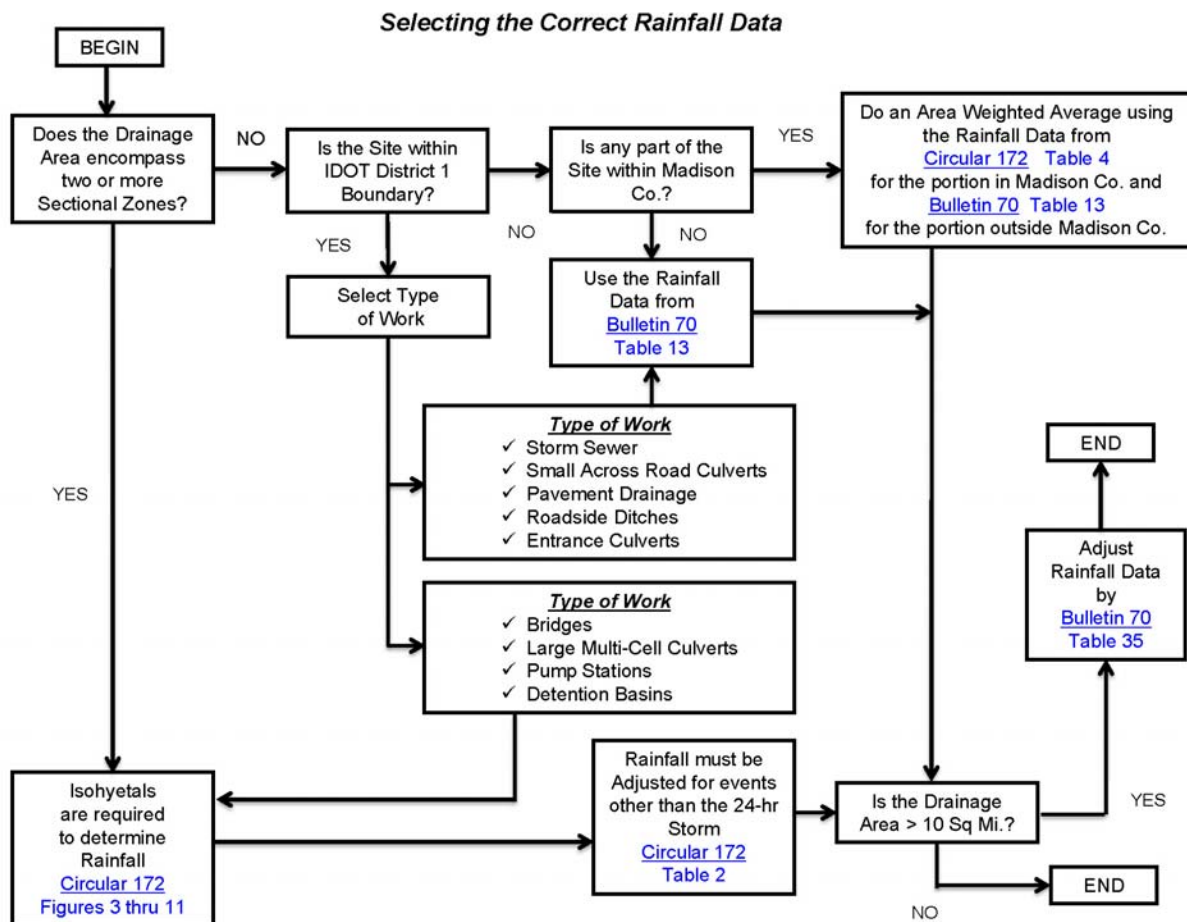 Selecting the Correct Rainfall Data
BEGIN
Does the Drainage
Area encompass
two or more
Sectional Zones?
NO
Is the Site within
IDOT District 1
Boundary?
NO
Is any part of the
Site within Madison
Co.?
YES
Do an Area Weighted Average using
the Rainfall Data from
Circular 172 Table 4
for the portion in Madison Co. and
Bulletin 70 Table 13
for the portion outside Madison Co.
YES
NO
Select Type
of Work
Use the Rainfall
Data from
Bulletin 70
Table 13
Type of Work
✓ Storm Sewer
✓ Small Across Road Culverts
✓ Pavement Drainage
✓ Roadside Ditches
✓ Entrance Culverts
YES
Type of Work
✓ Bridges
✓ Large Multi-Cell Culverts
✓ Pump Stations
✓ Detention Basins
END
Adjust
Rainfall Data
by
Bulletin 70
Table 35
Isohyetals
are required
to determine
Rainfall
Circular 172
Figures 3 thru 11
Rainfall must be
Adjusted for events
other than the 24-hr
Storm
Circular 172
Table 2
Is the Drainage
Area > 10 Sq Mi.?
YES
NO
END